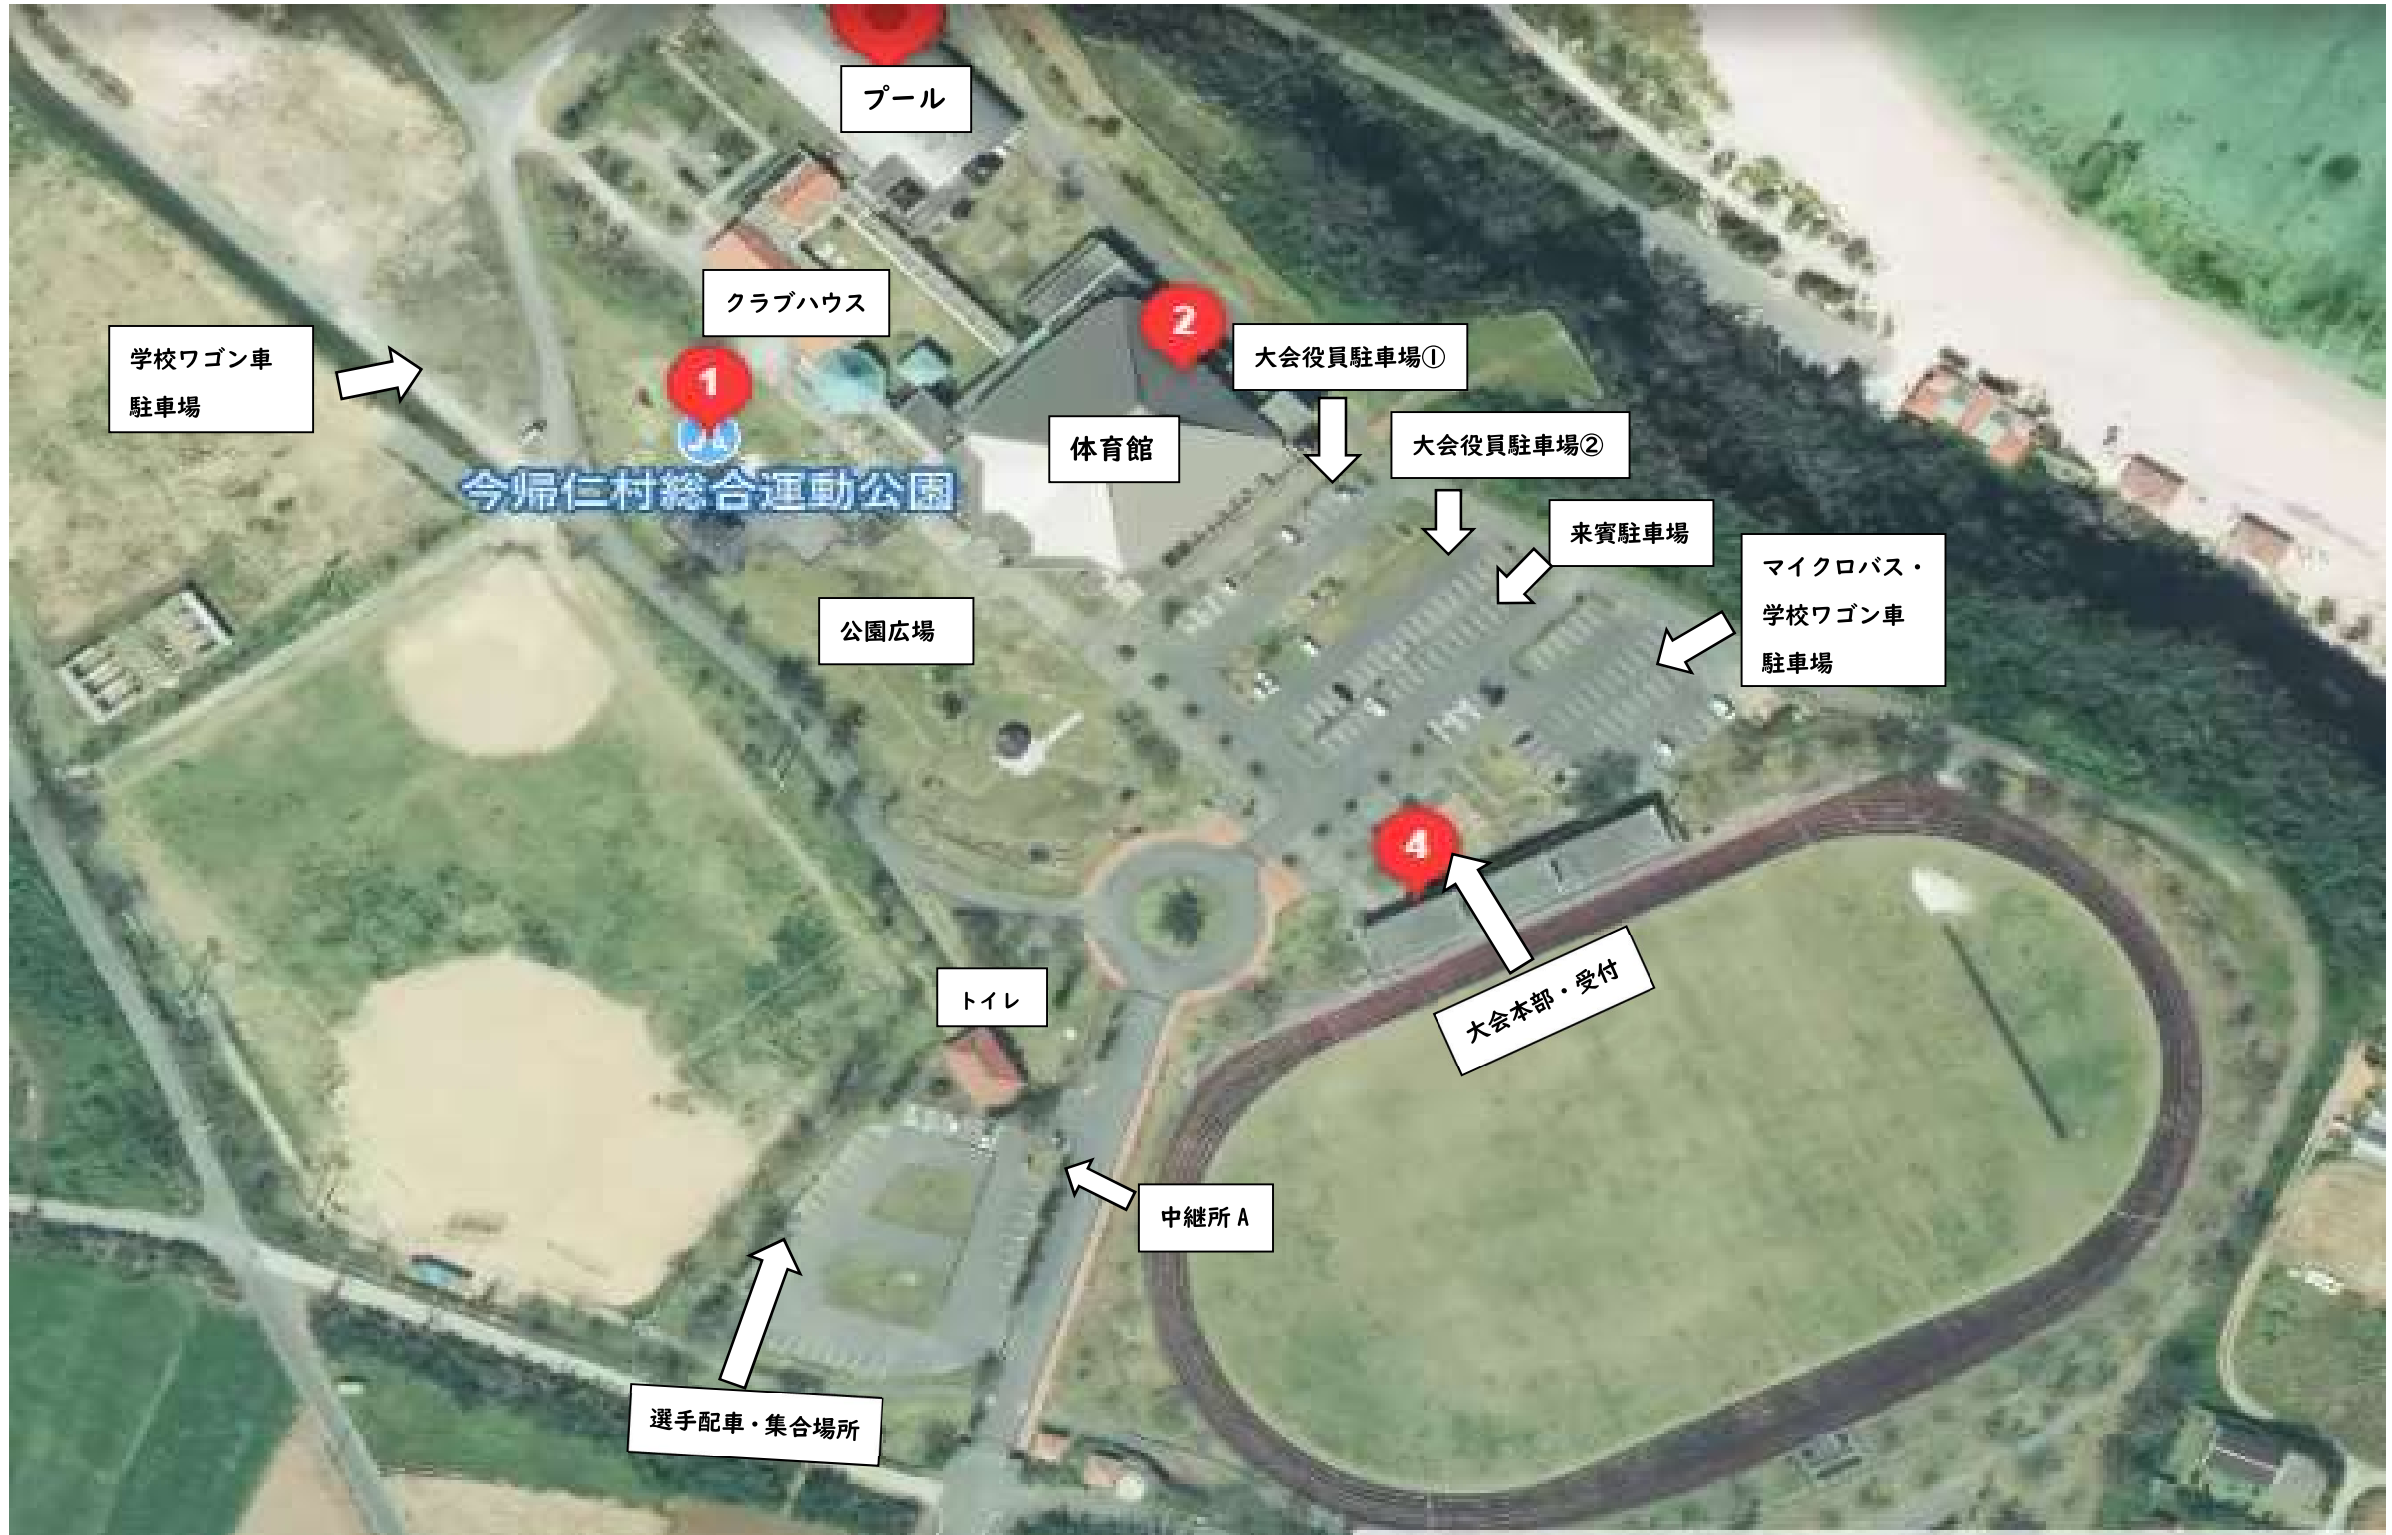 プール
クラブハウス
学校ワゴン車
駐車場
1
2
今帰仁村総合運動公園
体育館
大会役員駐車場①
大会役員駐車場②
来賓駐車場
マイクロバス・
学校ワゴン車
駐車場
公園広場
4
大会本部・受付
トイレ
中継所 A
選手配車・集合場所